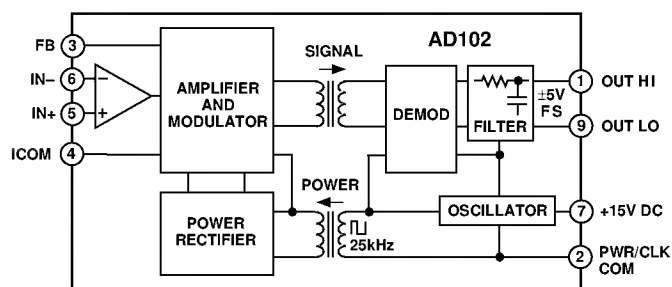 AD102
FB 3
IN– 6
IN+ 5
ICOM 4
–
+
AMPLIFIER
AND
MODULATOR
SIGNAL
DEMOD
±5V
FS
FILTER
1 OUT HI
9 OUT LO
POWER
RECTIFIER
POWER
25kHz
OSCILLATOR
7 +15V DC
2 PWR/CLK
COM